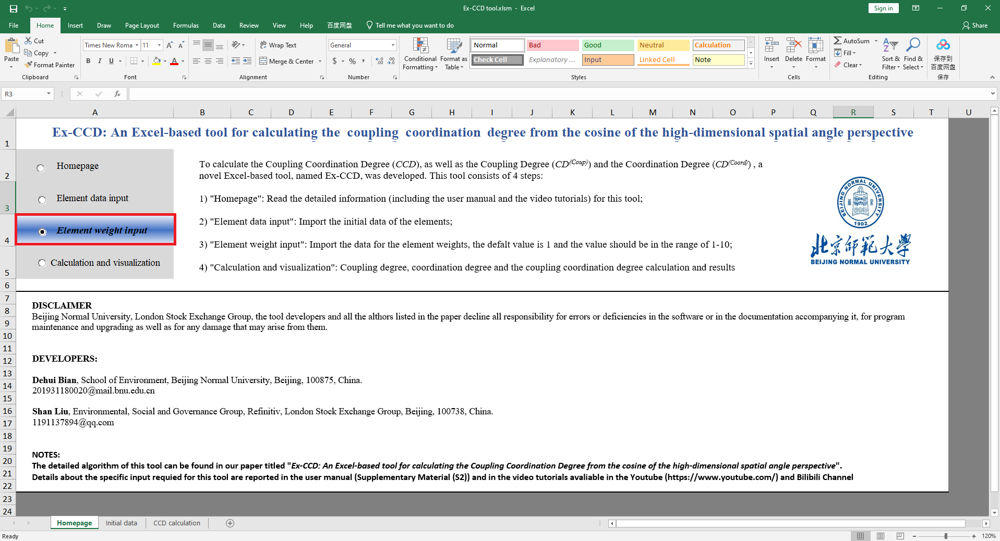 Ex-CCD tool.xlsm - Excel
Sign in
File Home Insert Draw Page Layout Formulas Data Review View Help 百度网盘 Tell me what you want to do
Share
Paste
Cut
Copy
Format Painter
Clipboard
Times New Roma 11
B I U
Font
Wrap Text
Merge & Center
Alignment
General
$ % ,
Number
Conditional Formatting
Format as Table
Normal Bad Good Neutral Calculation
Check Cell Explanatory ... Input Linked Cell Note
Styles
Insert Delete Format
Cells
AutoSum
Fill
Clear
Sort & Filter
Find & Select
Editing
保存到
百度网盘
保存
R3
fx
A B C D E F G H I J K L M N O P Q R S T U
1
2
3
4
5
6
7
8
9
10
11
12
13
14
15
16
17
18
19
20
21
22
23
24
Ex-CCD: An Excel-based tool for calculating the coupling coordination degree from the cosine of the high-dimensional spatial angle perspective
Homepage
Element data input
Element weight input
Calculation and visualization
To calculate the Coupling Coordination Degree (CCD), as well as the Coupling Degree (CD(Coup)) and the Coordination Degree (CD(Coord)) , a
novel Excel-based tool, named Ex-CCD, was developed. This tool consists of 4 steps:
1) "Homepage": Read the detailed information (including the user manual and the video tutorials) for this tool;
2) "Element data input": Import the initial data of the elements;
3) "Element weight input": Import the data for the element weights, the defalt value is 1 and the value should be in the range of 1-10;
4) "Calculation and visualization": Coupling degree, coordination degree and the coupling coordination degree calculation and results
BEIJING NORMAL UNIVERSITY
1902
北京师范大学
BEIJING NORMAL UNIVERSITY
DISCLAIMER
Beijing Normal University, London Stock Exchange Group, the tool developers and all the althors listed in the paper decline all responsibility for errors or deficiencies in the software or in the documentation accompanying it, for program
maintenance and upgrading as well as for any damage that may arise from them.
DEVELOPERS:
Dehui Bian, School of Environment, Beijing Normal University, Beijing, 100875, China.
201931180020@mail.bnu.edu.cn
Shan Liu, Environmental, Social and Governance Group, Refinitiv, London Stock Exchange Group, Beijing, 100738, China.
1191137894@qq.com
NOTES:
The detailed algorithm of this tool can be found in our paper titled "Ex-CCD: An Excel-based tool for calculating the Coupling Coordination Degree from the cosine of the high-dimensional spatial angle perspective".
Details about the specific input requied for this tool are reported in the user manual (Supplementary Material (S2)) and in the video tutorials avaliable in the Youtube (https://www.youtube.com/) and Bilibili Channel
Homepage Initial data CCD calculation
Ready
120%